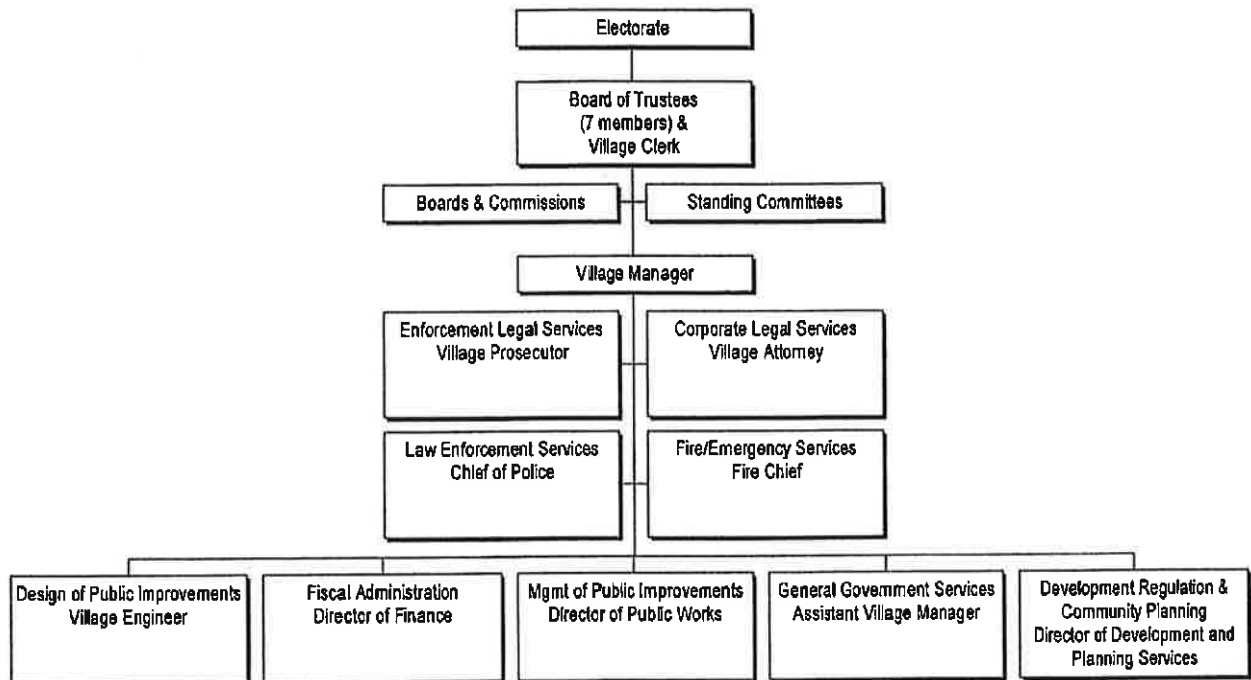 Electorate
Board of Trustees
(7 members) &
Village Clerk
Boards & Commissions
Standing Committees
Village Manager
Enforcement Legal Services
Village Prosecutor
Corporate Legal Services
Village Attorney
Law Enforcement Services
Chief of Police
Fire/Emergency Services
Fire Chief
Design of Public Improvements
Village Engineer
Fiscal Administration
Director of Finance
Mgmt of Public Improvements
Director of Public Works
General Government Services
Assistant Village Manager
Development Regulation &
Community Planning
Director of Development and
Planning Services